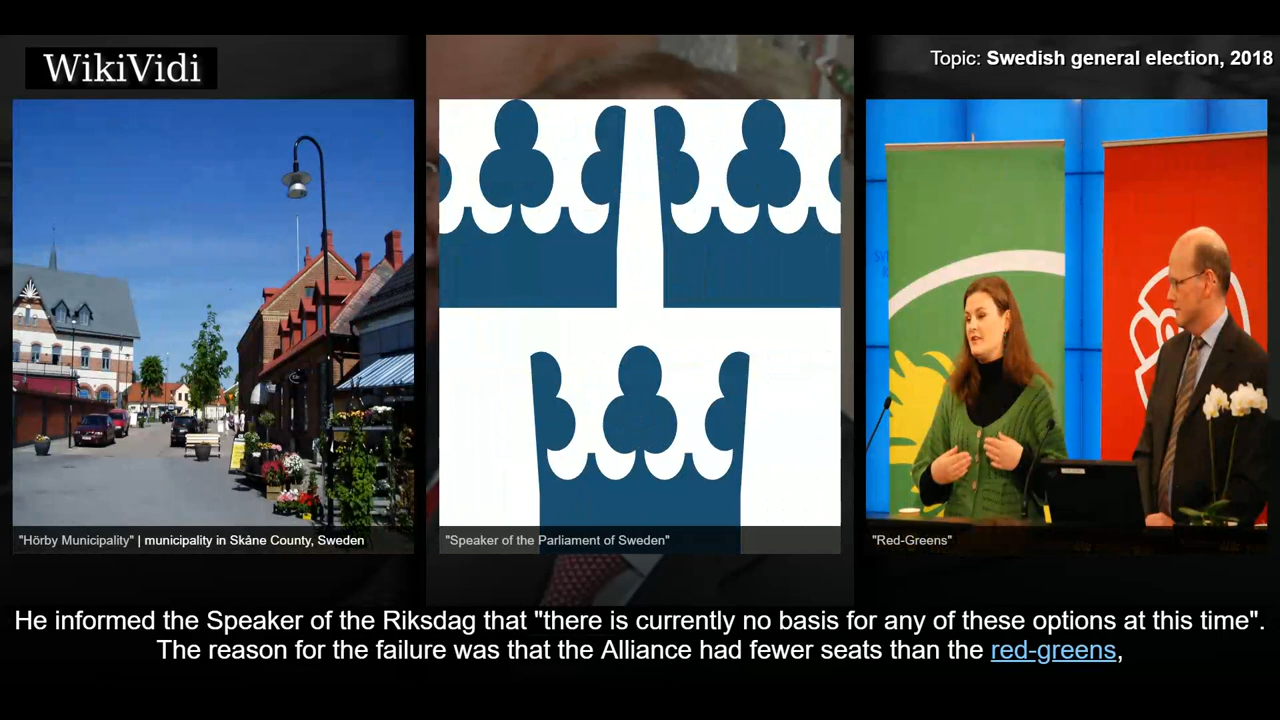 WikiVidi
Topic: Swedish general election, 2018
"Hörby Municipality" | municipality in Skåne County, Sweden
"Speaker of the Parliament of Sweden"
"Red-Greens"
He informed the Speaker of the Riksdag that "there is currently no basis for any of these options at this time".
The reason for the failure was that the Alliance had fewer seats than the red-greens,